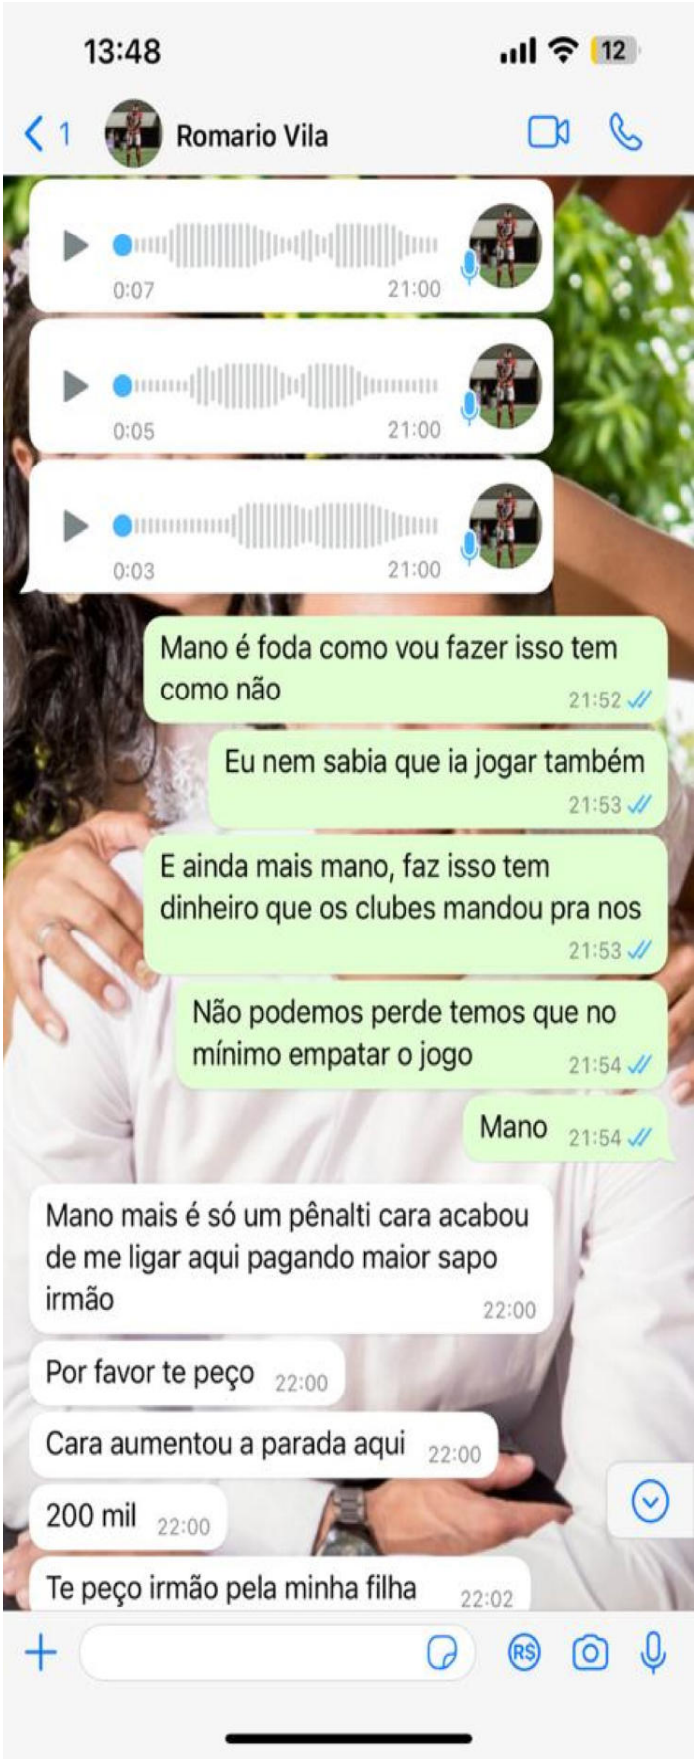 13:48
12
1
Romario Vila
0:07
21:00
0:05
21:00
0:03
21:00
Mano é foda como vou fazer isso tem
como não
21:52
Eu nem sabia que ia jogar também
21:53
E ainda mais mano, faz isso tem
dinheiro que os clubes mandou pra nos
21:53
Não podemos perde temos que no
mínimo empatar o jogo
21:54
Mano 21:54
Mano mais é só um pênalti cara acabou
de me ligar aqui pagando maior sapo
irmão
22:00
Por favor te peço 22:00
Cara aumentou a parada aqui 22:00
200 mil 22:00
Te peço irmão pela minha filha 22:02
R$